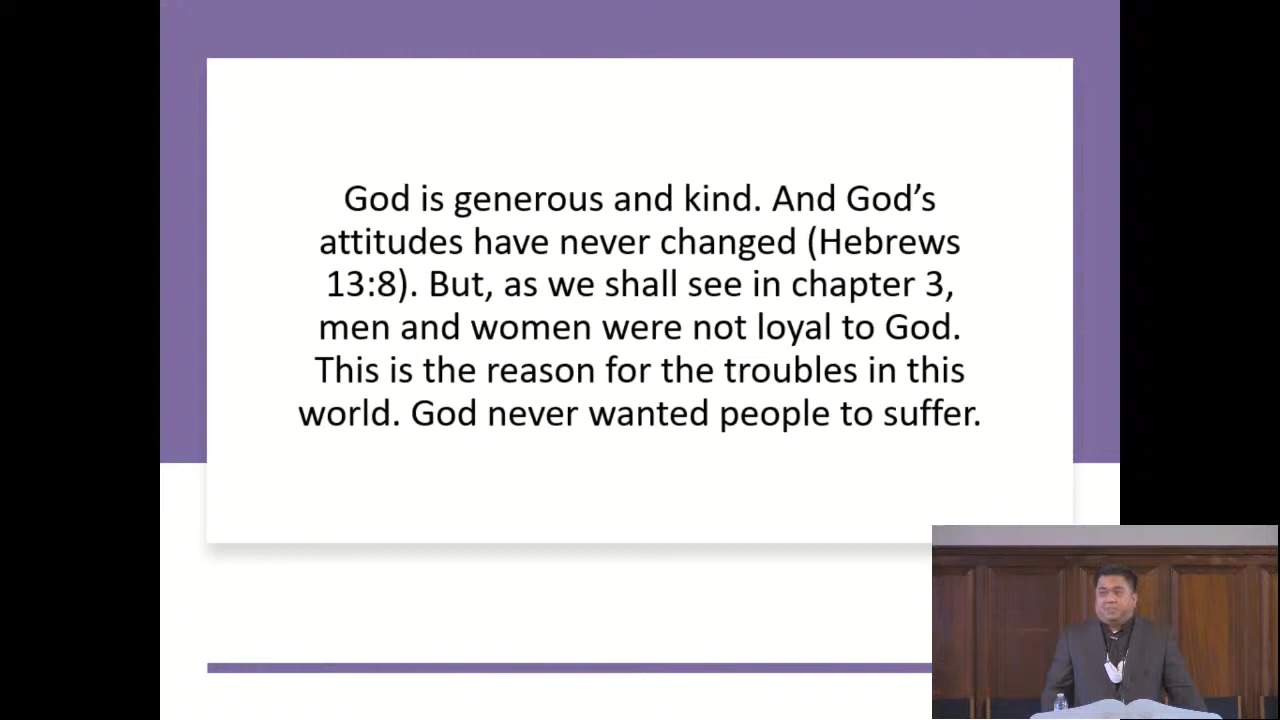 God is generous and kind. And God’s
attitudes have never changed (Hebrews
13:8). But, as we shall see in chapter 3,
men and women were not loyal to God.
This is the reason for the troubles in this
world. God never wanted people to suffer.